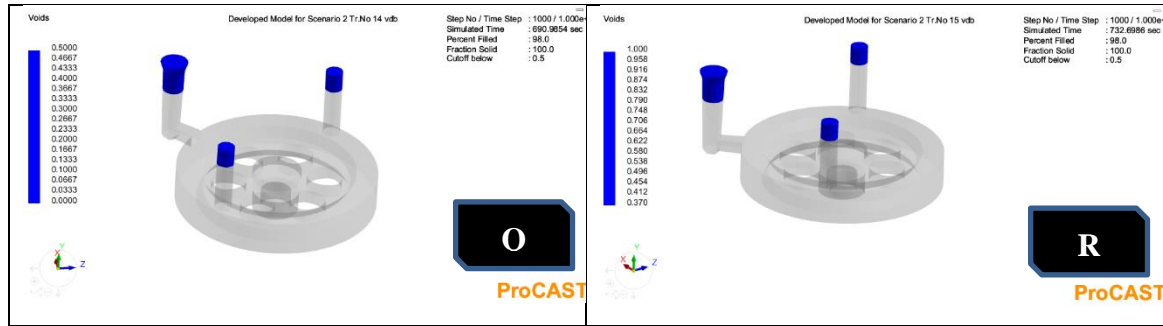 Voids
Developed Model for Scenario 2 Tr.No 14 vdb
Step No / Time Step : 1000 / 1.000e+
Simulated Time : 690.9854 sec
Percent Filled : 98.0
Fraction Solid : 100.0
Cutoff below : 0.5
0.5000
0.4667
0.4333
0.4000
0.3667
0.3333
0.3000
0.2667
0.2333
0.2000
0.1667
0.1333
0.1000
0.0667
0.0333
0.0000
Y
X
Z
O
ProCAST
Voids
Developed Model for Scenario 2 Tr.No 15 vdb
Step No / Time Step : 1000 / 1.000e+
Simulated Time : 732.6986 sec
Percent Filled : 98.0
Fraction Solid : 100.0
Cutoff below : 0.5
1.000
0.958
0.916
0.874
0.832
0.790
0.748
0.706
0.664
0.622
0.580
0.538
0.496
0.454
0.412
0.370
Y
X
Z
R
ProCAST